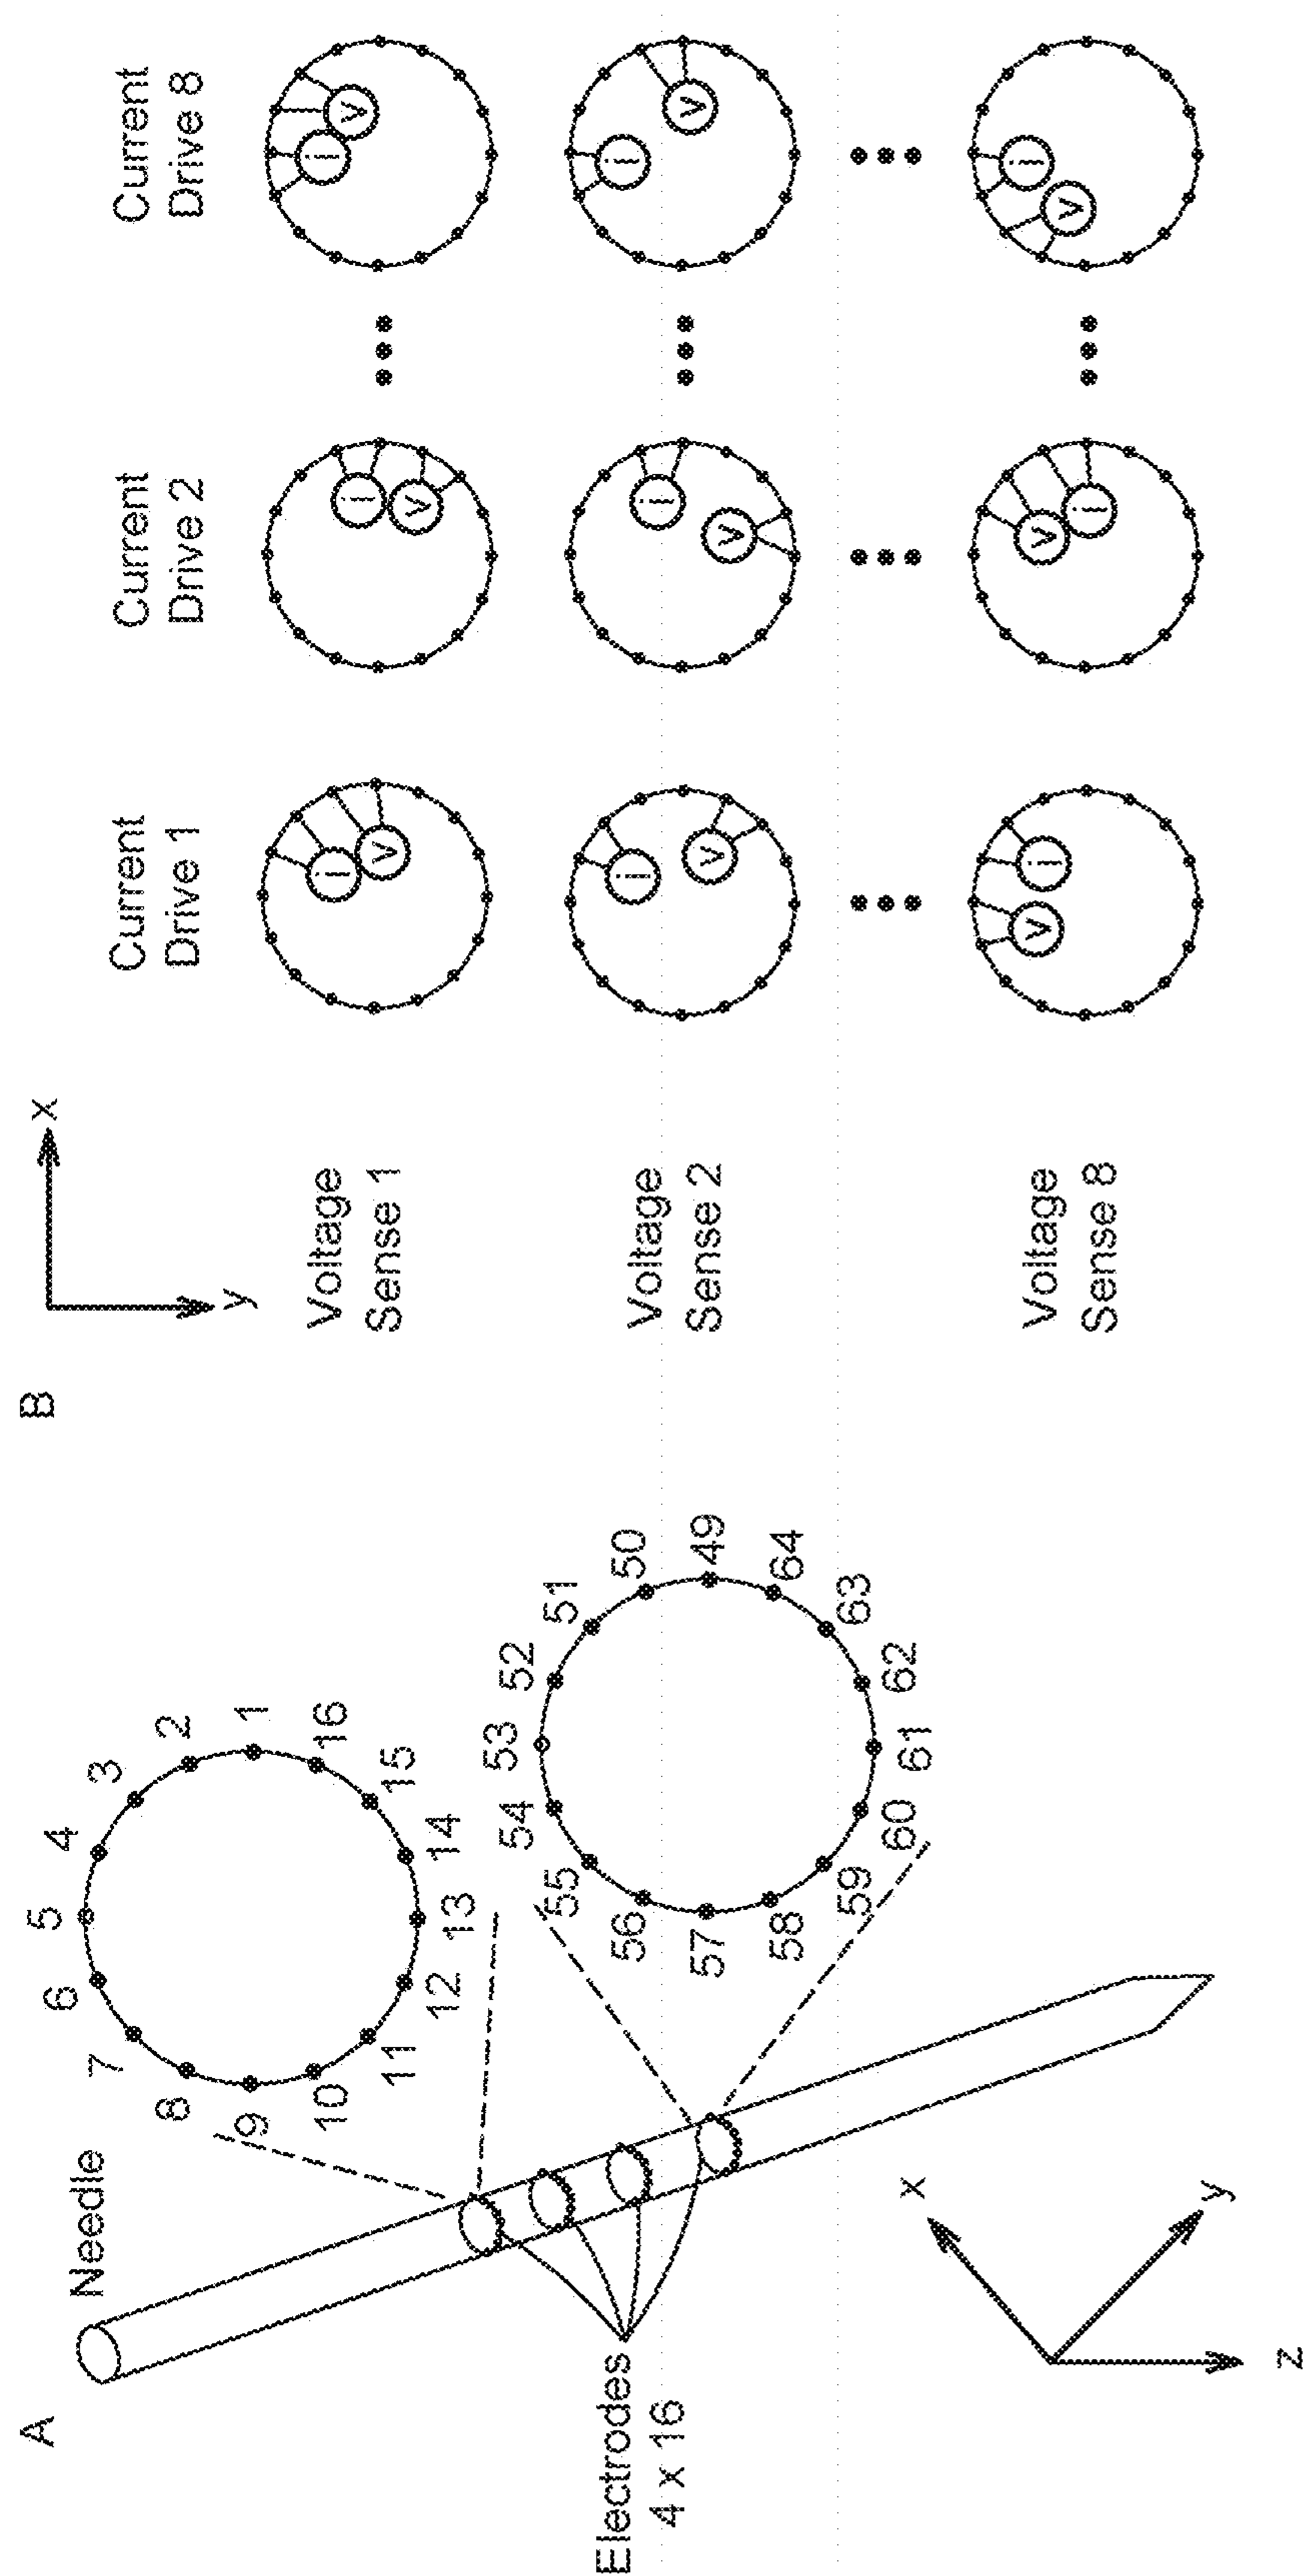 A
Needle
5
4
6
3
7
2
8
1
9
16
10
15
11
14
12
13
53
52
54
51
55
50
56
49
57
64
58
63
59
62
60
61
Electrodes
4 x 16
x
y
z
B
x
y
Current
Drive 1
Current
Drive 2
Current
Drive 8
Voltage
Sense 1
i
v
i
v
i
v
Voltage
Sense 2
i
v
i
v
i
v
Voltage
Sense 8
v
i
v
i
v
i